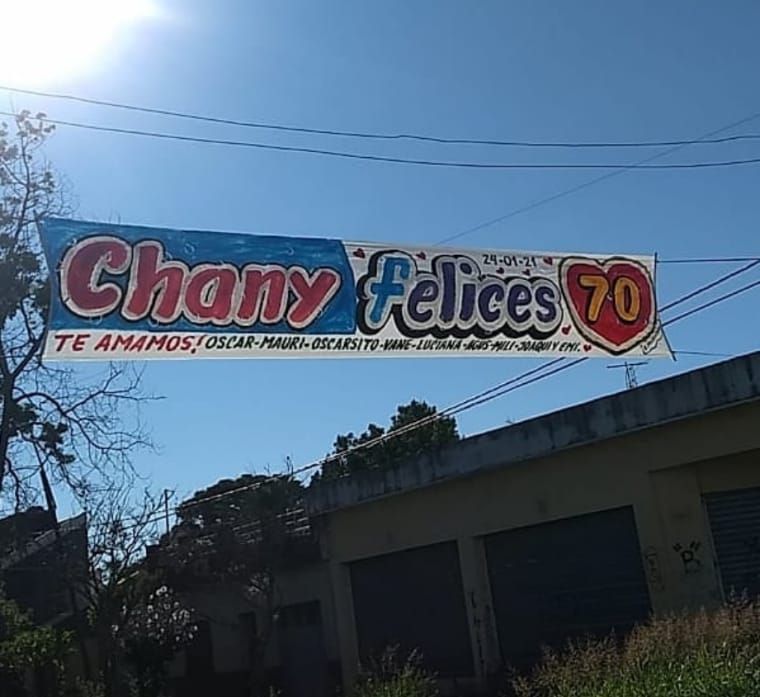 Chany felices 70
24-01-21
TE AMAMOS! OSCAR-MAURI-OSCARSITO-VANE-LUCIANA-AGUS-MILI-JOAQUI Y EMI.